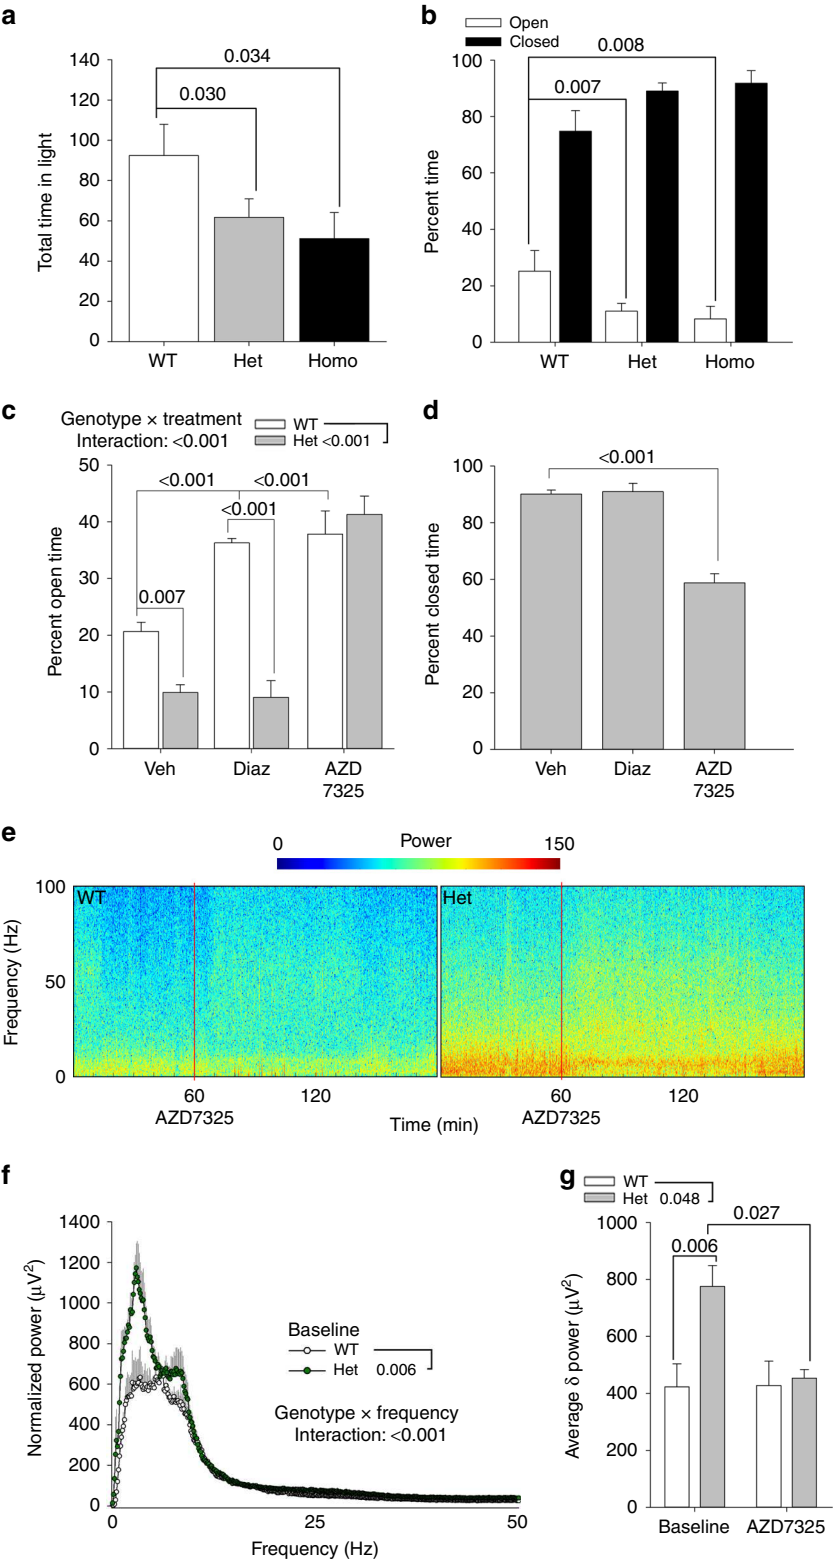 a
0.034
0.030
140
120
100
80
60
40
20
0
Total time in light
WT
Het
Homo
b
Open
Closed
0.008
0.007
100
80
60
40
20
0
Percent time
WT
Het
Homo
c
Genotype × treatment
Interaction: <0.001
WT
Het <0.001
<0.001
<0.001
<0.001
0.007
50
40
30
20
10
0
Percent open time
Veh
Diaz
AZD
7325
d
<0.001
100
80
60
40
20
0
Percent closed time
Veh
Diaz
AZD
7325
e
0
Power
150
WT
Het
100
50
0
Frequency (Hz)
60
120
60
120
AZD7325
AZD7325
Time (min)
f
1400
1200
1000
800
600
400
200
0
Normalized power (μV²)
Baseline
WT
Het 0.006
Genotype × frequency
Interaction: <0.001
0
25
50
Frequency (Hz)
g
WT
Het 0.048
0.027
0.006
1000
800
600
400
200
0
Average δ power (μV²)
Baseline
AZD7325